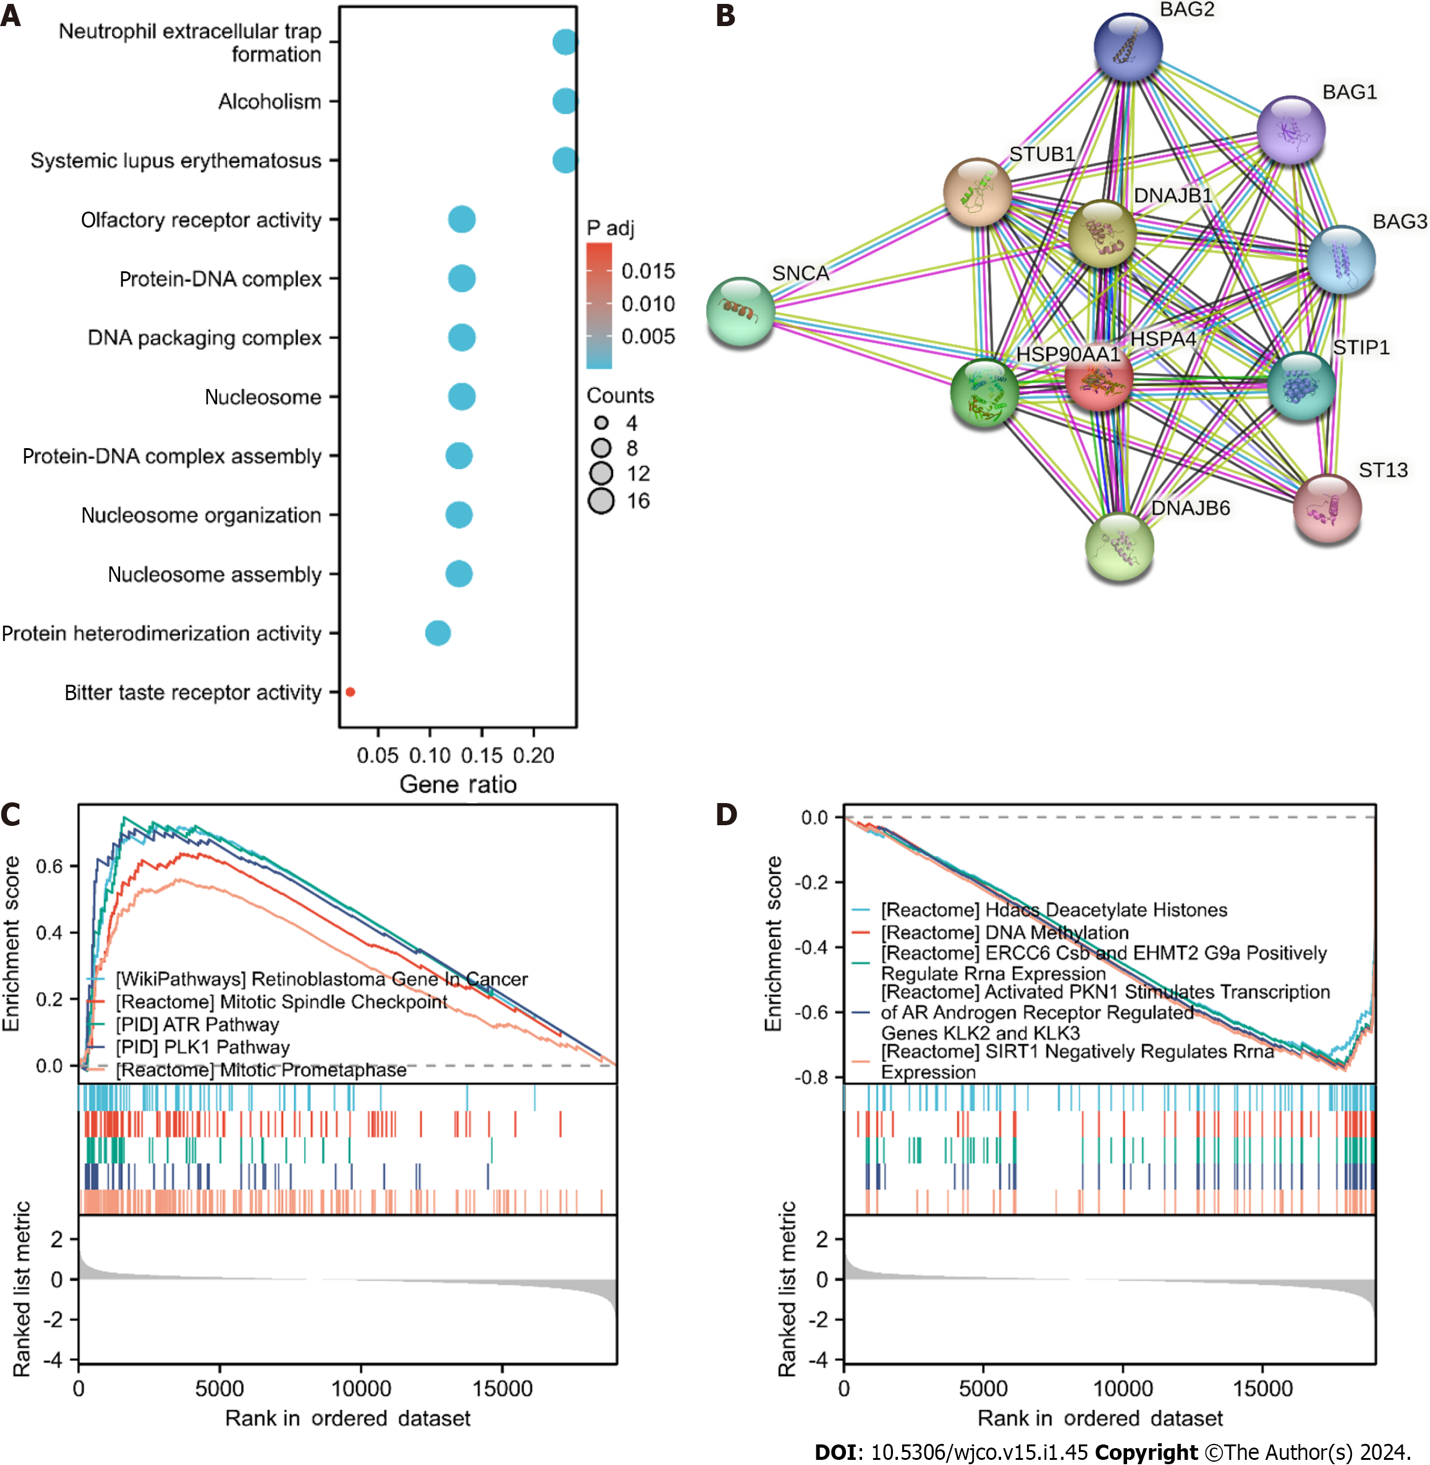 A
Neutrophil extracellular trap
formation
Alcoholism
Systemic lupus erythematosus
Olfactory receptor activity
Protein-DNA complex
DNA packaging complex
Nucleosome
Protein-DNA complex assembly
Nucleosome organization
Nucleosome assembly
Protein heterodimerization activity
Bitter taste receptor activity
0.05 0.10 0.15 0.20
Gene ratio
P adj
0.015
0.010
0.005
Counts
4
8
12
16
B
BAG2
BAG1
STUB1
DNAJB1
BAG3
SNCA
HSPA4
HSP90AA1
STIP1
ST13
DNAJB6
C
Enrichment score
0.6
0.4
0.2
0.0
[WikiPathways] Retinoblastoma Gene In Cancer
[Reactome] Mitotic Spindle Checkpoint
[PID] ATR Pathway
[PID] PLK1 Pathway
[Reactome] Mitotic Prometaphase
Ranked list metric
2
0
-2
-4
0 5000 10000 15000
Rank in ordered dataset
D
Enrichment score
0.0
-0.2
-0.4
-0.6
-0.8
[Reactome] Hdacs Deacetylate Histones
[Reactome] DNA Methylation
[Reactome] ERCC6 Csb and EHMT2 G9a Positively
Regulate Rrna Expression
[Reactome] Activated PKN1 Stimulates Transcription
of AR Androgen Receptor Regulated
Genes KLK2 and KLK3
[Reactome] SIRT1 Negatively Regulates Rrna
Expression
Ranked list metric
2
0
-2
-4
0 5000 10000 15000
Rank in ordered dataset
DOI: 10.5306/wjco.v15.i1.45 Copyright ©The Author(s) 2024.